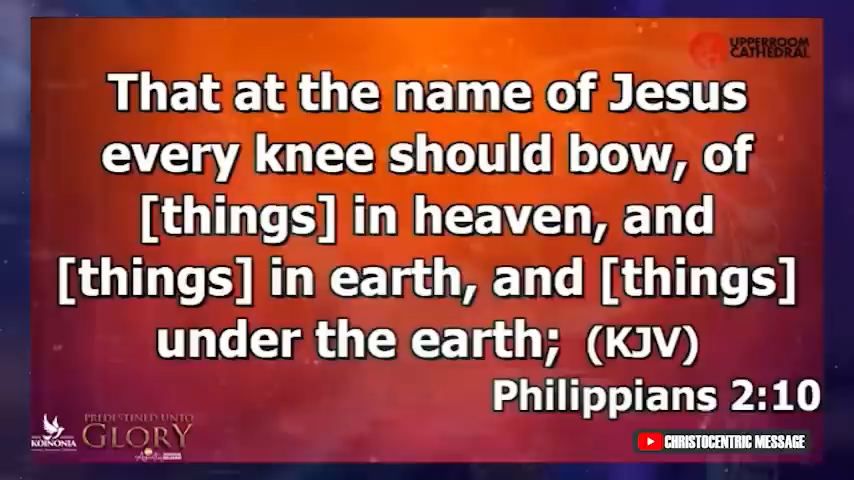 UPPERROOM
CATHEDRAL
That at the name of Jesus
every knee should bow, of
[things] in heaven, and
[things] in earth, and [things]
under the earth; (KJV)
Philippians 2:10
KOINONIA
PREDESTINED UNTO
GLORY
CHRISTOCENTRIC MESSAGE